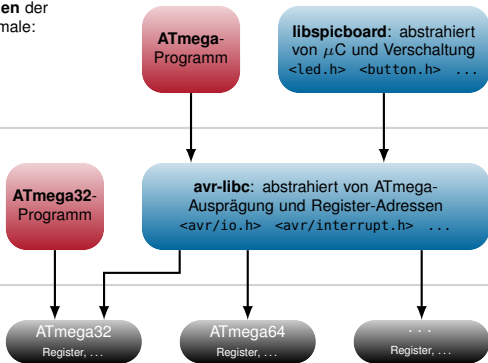 en der
male:
ATmega-
Programm
libspicboard: abstrahiert
von µC und Verschaltung
<led.h> <button.h> ...
ATmega32-
Programm
avr-libc: abstrahiert von ATmega-
Ausprägung und Register-Adressen
<avr/io.h> <avr/interrupt.h> ...
ATmega32
Register, ...
ATmega64
Register, ...
...
Register, ...